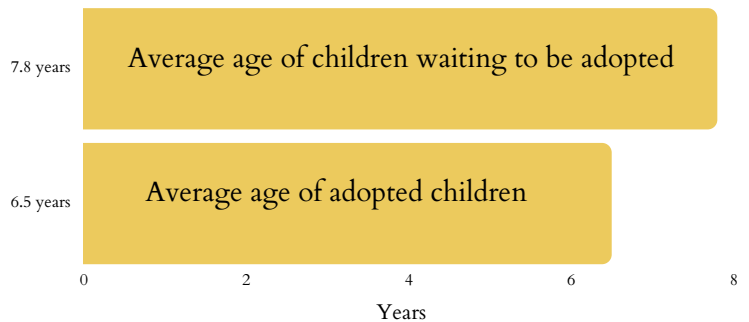 7.8 years
Average age of children waiting to be adopted
6.5 years
Average age of adopted children
0 2 4 6 8
Years